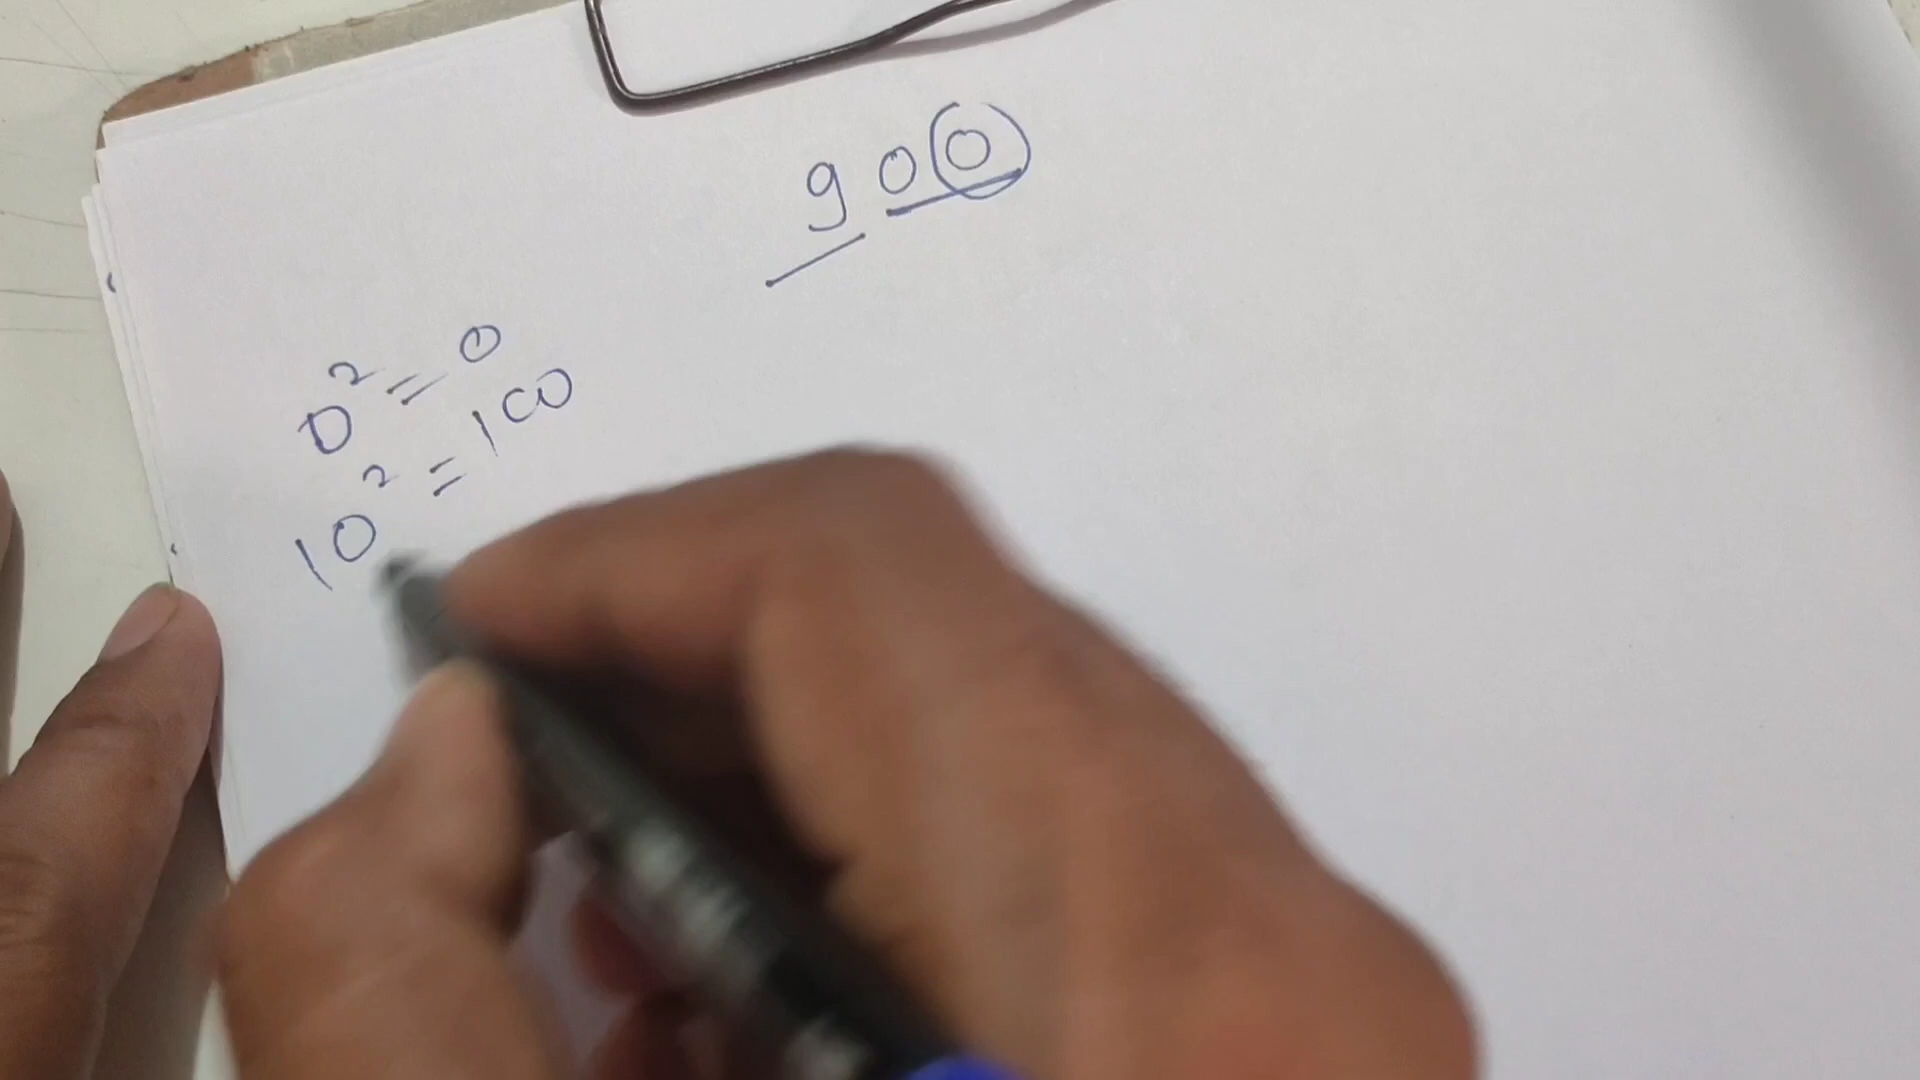 900
0² = 0
10² = 100